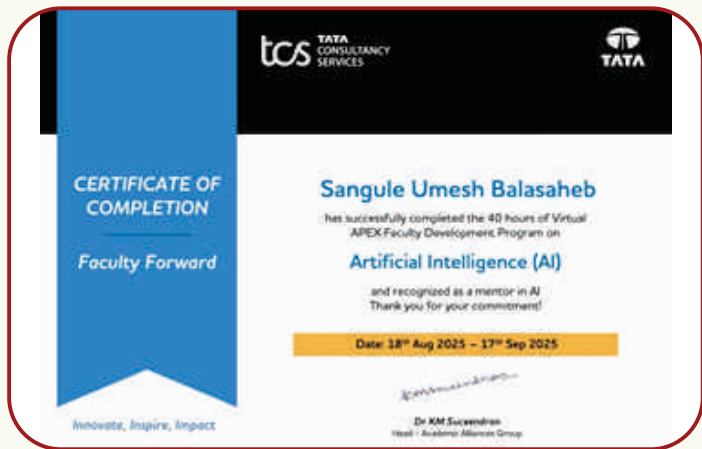 tcs TATA
CONSULTANCY
SERVICES
TATA
CERTIFICATE OF
COMPLETION
Faculty Forward
Innovate, Inspire, Impact
Sangule Umesh Balasaheb
has successfully completed the 40 hours of Virtual
APEX Faculty Development Program on
Artificial Intelligence (AI)
and recognized as a mentor in AI
Thank you for your commitment!
Date: 18th Aug 2025 – 17th Sep 2025
Dr KM Suceendran
Head - Academic Alliances Group